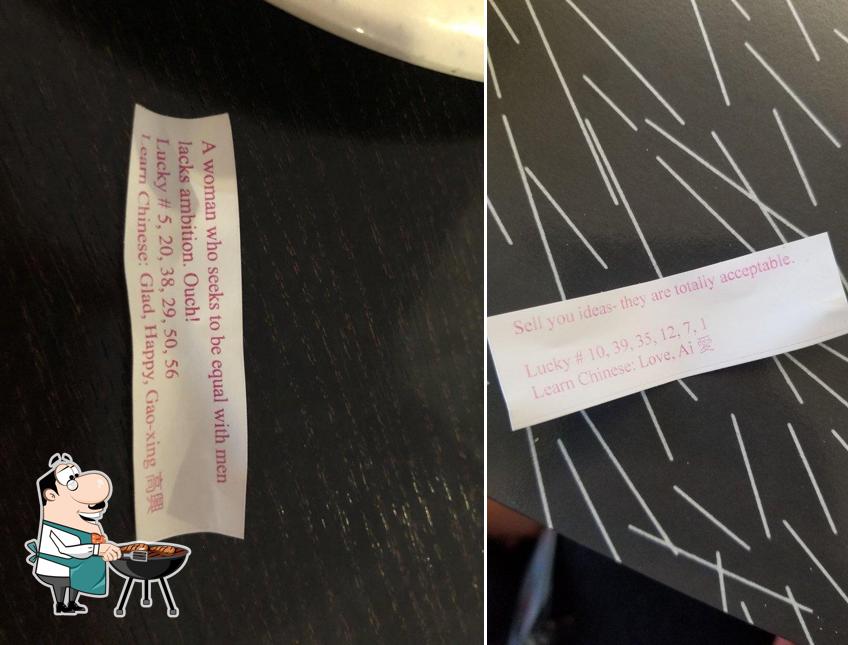 A woman who seeks to be equal with men
lacks ambition. Ouch!
Lucky # 5, 20, 38, 29, 50, 56
Learn Chinese: Glad, Happy, Gao-xing 高興
Sell you ideas- they are totally acceptable.
Lucky # 10, 39, 35, 12, 7, 1
Learn Chinese: Love, Ai 愛